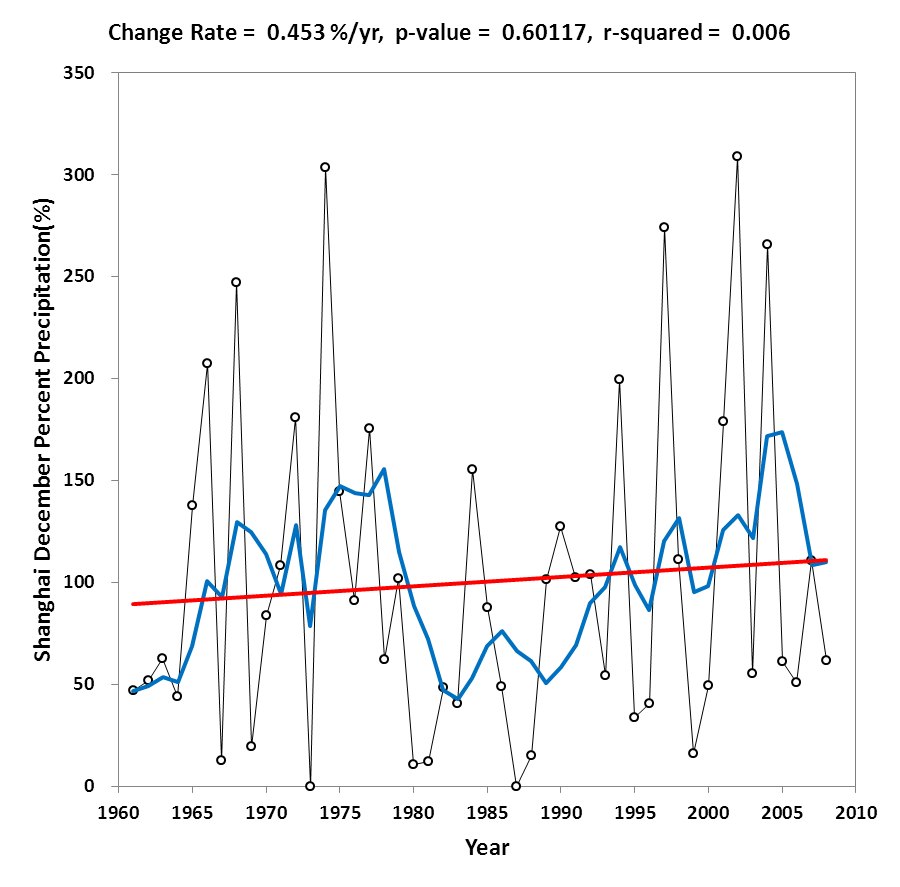 Change Rate = 0.453 %/yr, p-value = 0.60117, r-squared = 0.006
Shanghai December Percent Precipitation(%)
350
300
250
200
150
100
50
0
1960 1965 1970 1975 1980 1985 1990 1995 2000 2005 2010
Year